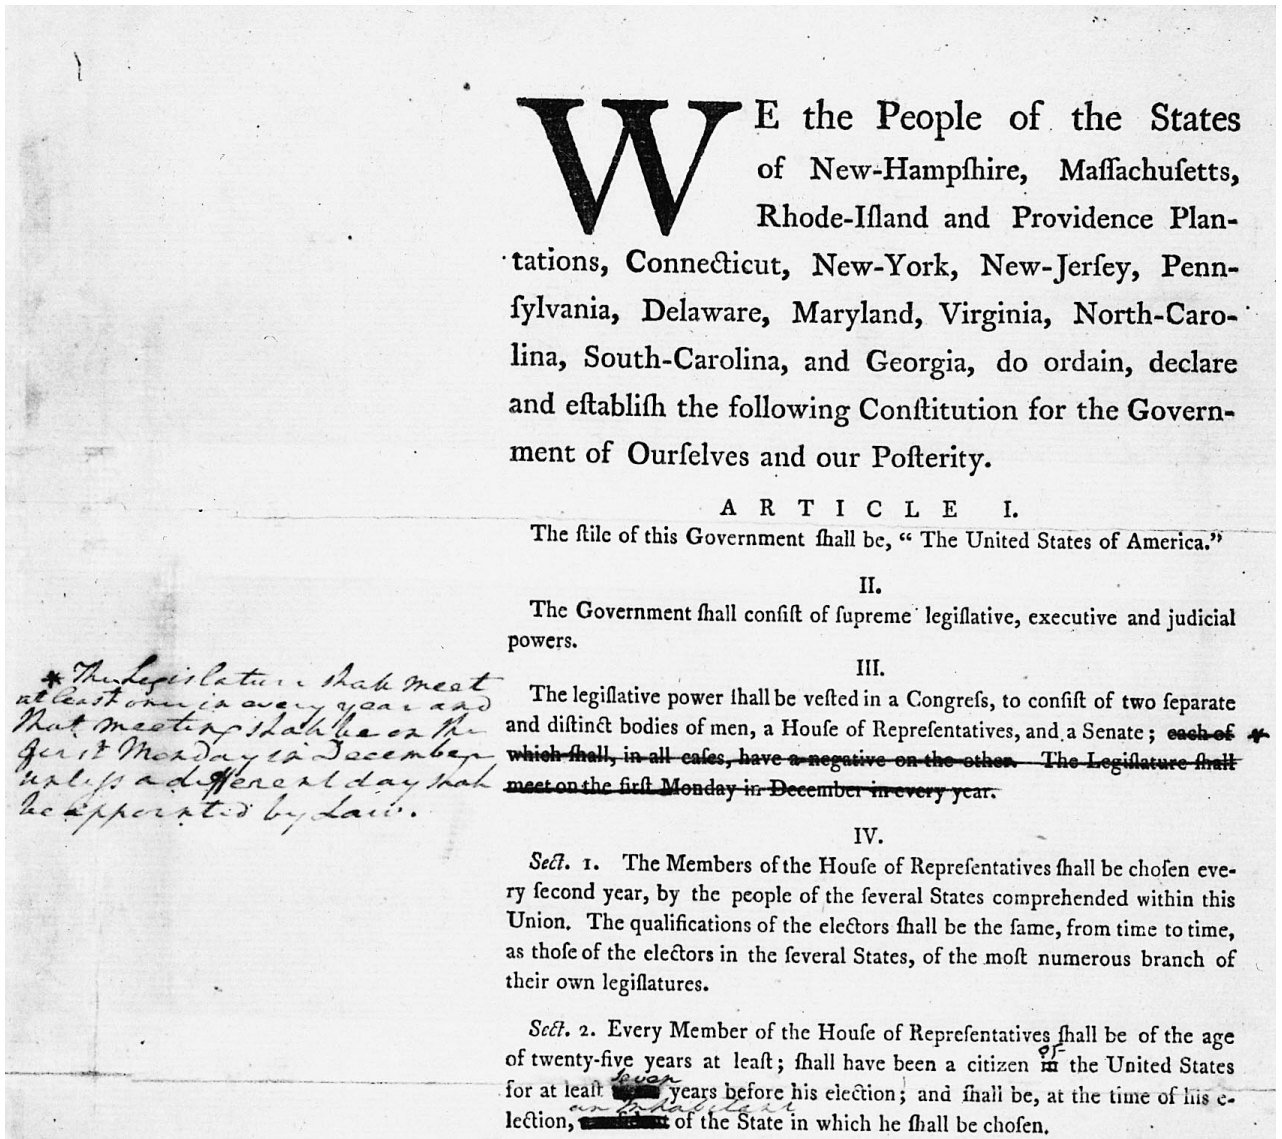 WE the People of the States
of New-Hampſhire, Maſſachuſetts,
Rhode-Iſland and Providence Plan-
tations, Connecticut, New-York, New-Jerſey, Penn-
ſylvania, Delaware, Maryland, Virginia, North-Caro-
lina, South-Carolina, and Georgia, do ordain, declare
and eſtabliſh the following Conſtitution for the Govern-
ment of Ourſelves and our Poſterity.
ARTICLE I.
The ſtile of this Government ſhall be, “ The United States of America.”
II.
The Government ſhall conſiſt of ſupreme legiſlative, executive and judicial
powers.
III.
The legiſlative power ſhall be veſted in a Congreſs, to conſiſt of two ſeparate
and diſtinct bodies of men, a Houſe of Repreſentatives, and a Senate ; each of *
which ſhall, in all caſes, have a negative on the other. The Legiſlature ſhall
meet on the firſt Monday in December in every year.
* The Legislature shall meet
at least once in every year and
that meeting shall be on the
first Monday in December
unless a different day shall
be appointed by Law.
IV.
Sect. 1. The Members of the Houſe of Repreſentatives ſhall be choſen eve-
ry ſecond year, by the people of the ſeveral States comprehended within this
Union. The qualifications of the electors ſhall be the ſame, from time to time,
as thoſe of the electors in the ſeveral States, of the moſt numerous branch of
their own legiſlatures.
Sect. 2. Every Member of the Houſe of Repreſentatives ſhall be of the age
of
of twenty-five years at leaſt ; ſhall have been a citizen in the United States
seven
for at leaſt years before his election ; and ſhall be, at the time of his e-
an inhabitant
lection, of the State in which he ſhall be choſen.